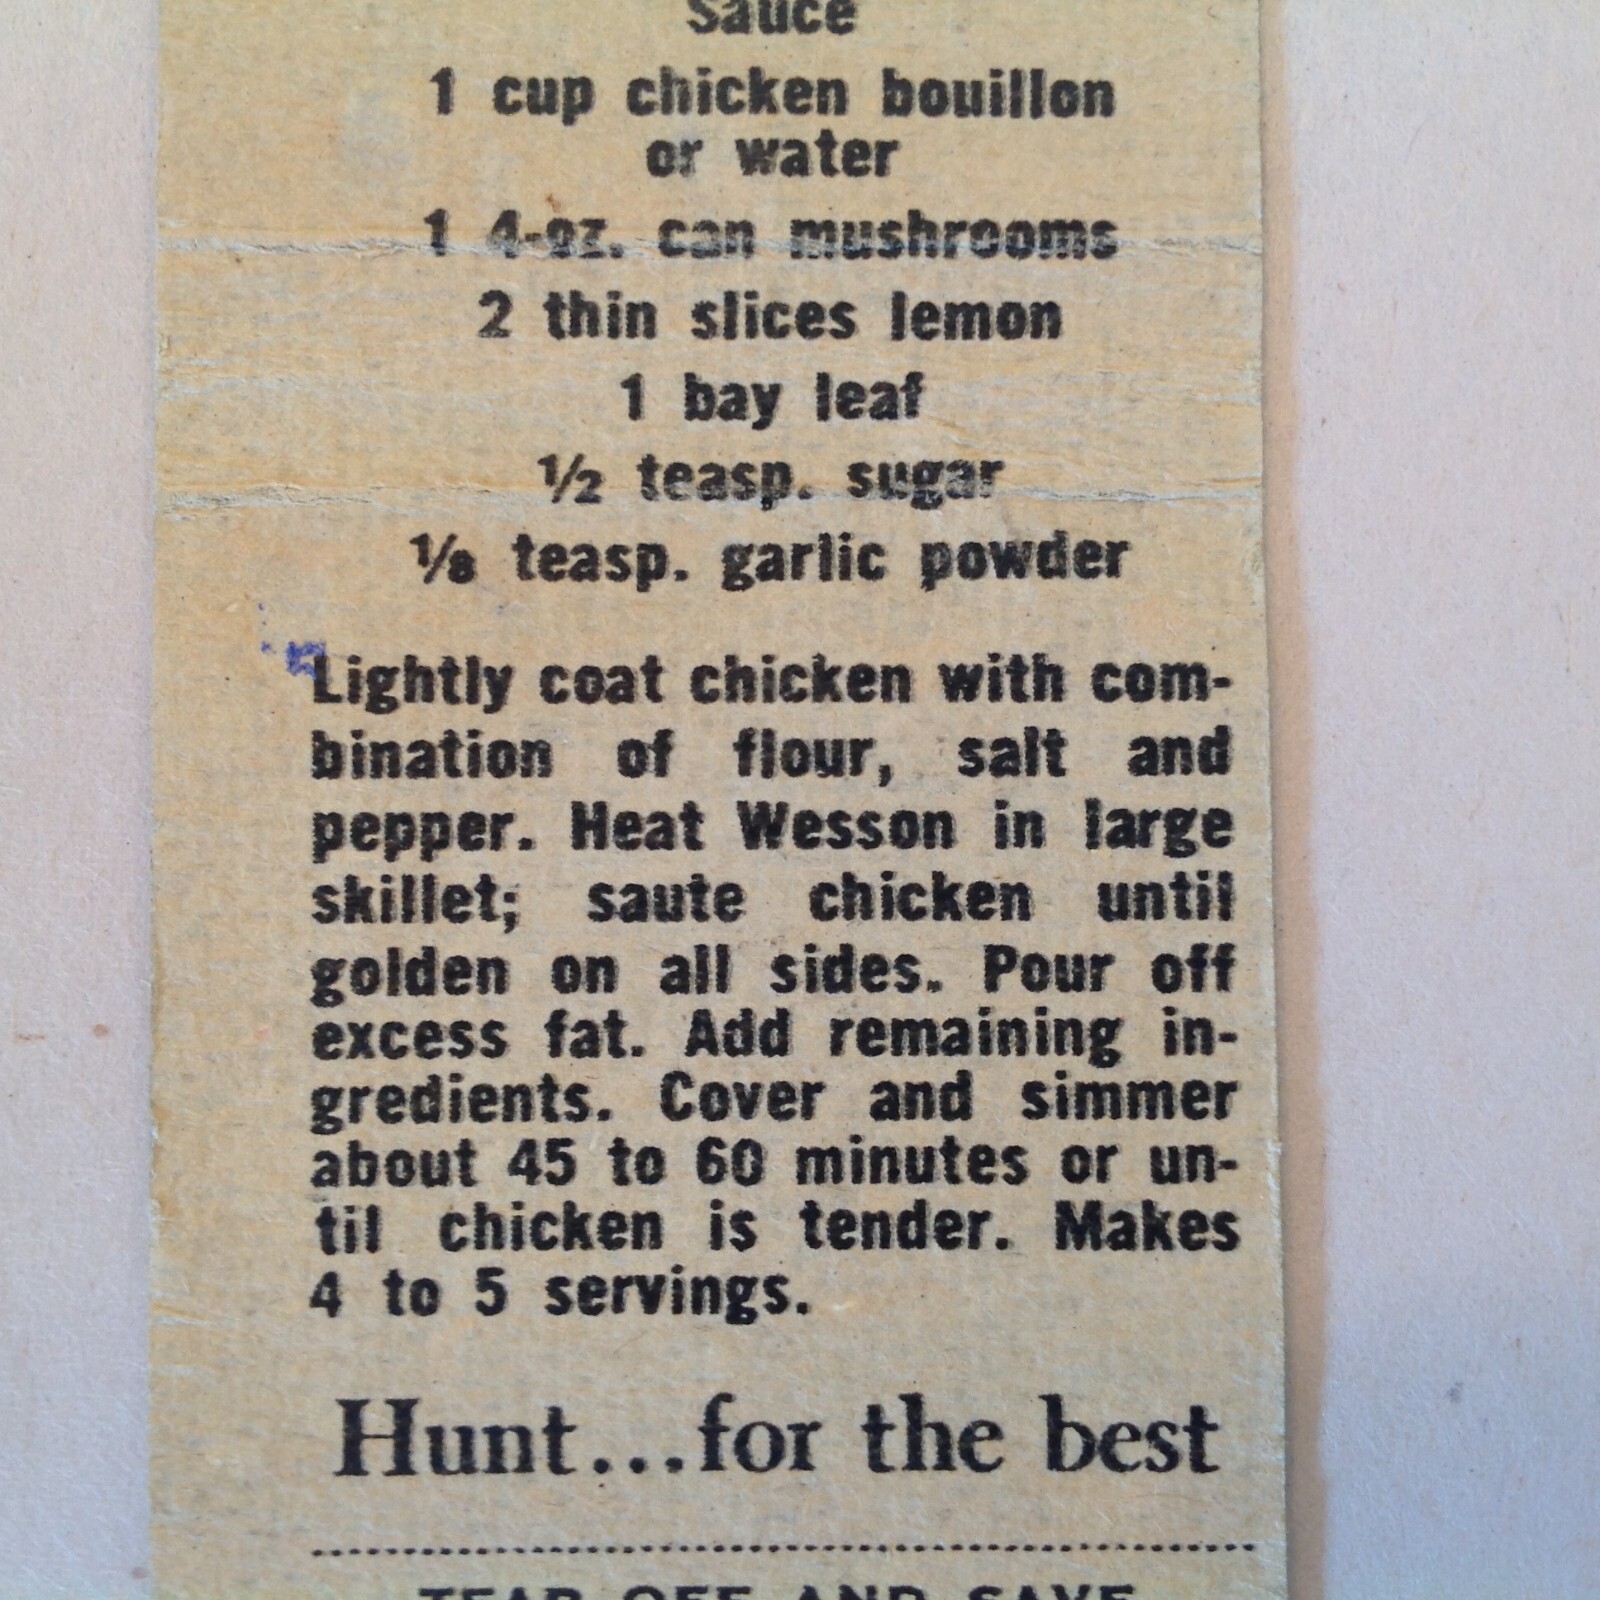 Sauce
1 cup chicken bouillon
or water
1 4-oz. can mushrooms
2 thin slices lemon
1 bay leaf
½ teasp. sugar
⅛ teasp. garlic powder
Lightly coat chicken with com-
bination of flour, salt and
pepper. Heat Wesson in large
skillet; saute chicken until
golden on all sides. Pour off
excess fat. Add remaining in-
gredients. Cover and simmer
about 45 to 60 minutes or un-
til chicken is tender. Makes
4 to 5 servings.
Hunt...for the best
TEAR OFF AND SAVE